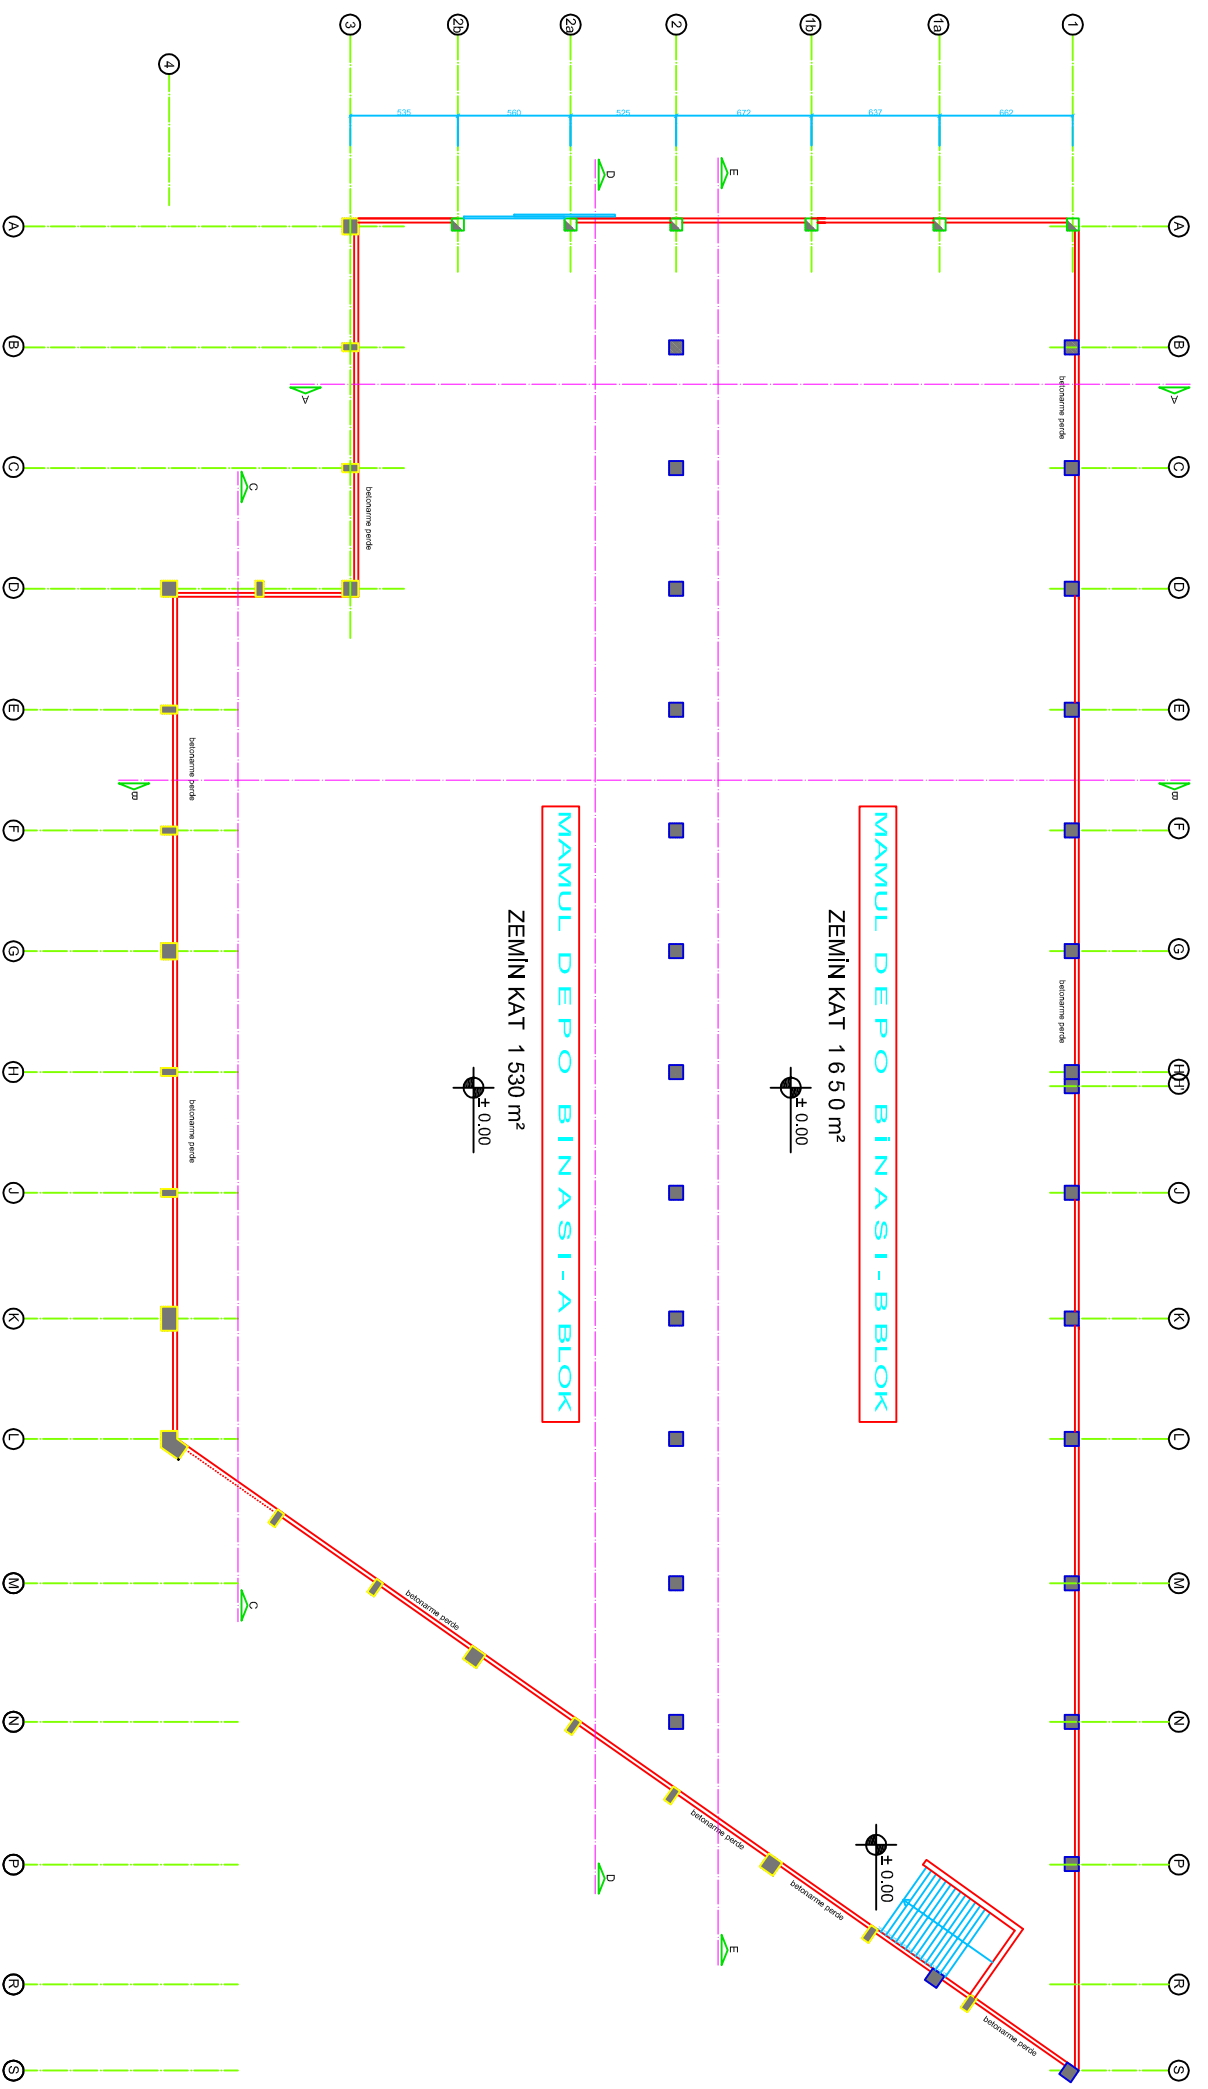 3
2b
2a
2
1b
1a
1
4
535
560
525
672
637
662
D
E
A
A
B
B
betonarme perde
A
A
C
C
betonarme perde
C
D
D
E
E
betonarme perde
B
B
F
F
MAMUL DEPO BİNASI-A BLOK
ZEMİN KAT 1530 m²
± 0.00
MAMUL DEPO BİNASI-B BLOK
ZEMİN KAT 1650 m²
± 0.00
G
G
betonarme perde
H
H
H'
betonarme perde
J
J
K
K
L
L
M
M
C
betonarme perde
N
N
betonarme perde
P
P
D
± 0.00
betonarme perde
E
R
R
betonarme perde
S
S